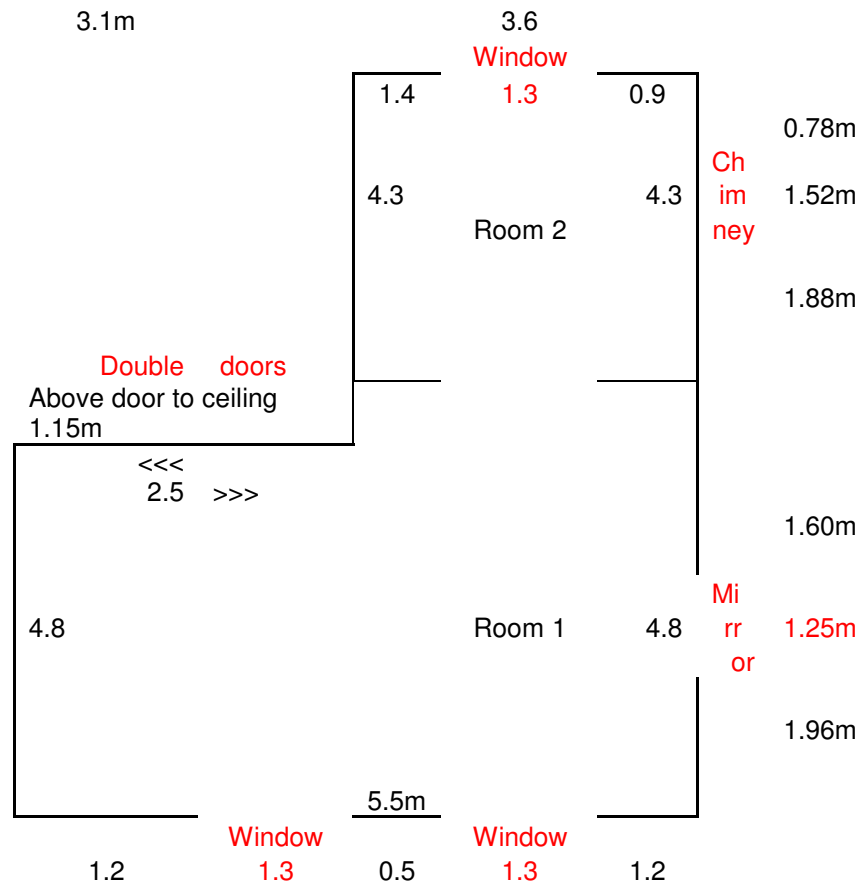 3.1m 3.6
Window
1.4 1.3 0.9
0.78m
Ch
4.3 4.3 im 1.52m
Room 2 ney
1.88m
Double doors
Above door to ceiling
1.15m
<<<
2.5 >>>
1.60m
Mi
4.8 Room 1 4.8 rr 1.25m
or
1.96m
5.5m
Window Window
1.2 1.3 0.5 1.3 1.2